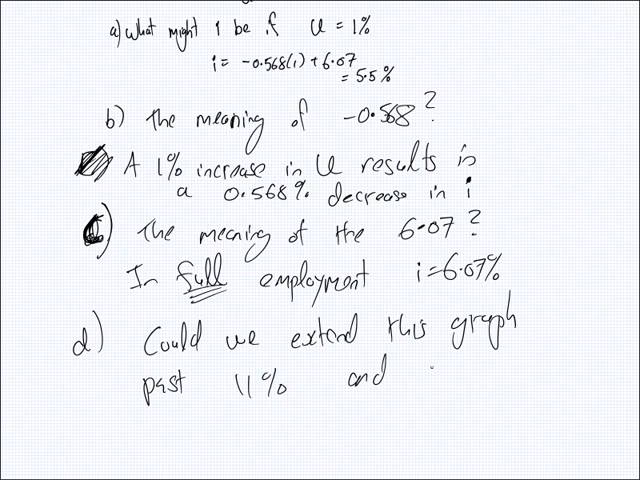 a) What might i be if U = 1%
i = -0.568(1) + 6.07
= 5.5%
b) The meaning of -0.568?
A 1% increase in U results in
a 0.568% decrease in i
c) The meaning of the 6.07?
In full employment i = 6.07%
d) Could we extend this graph
past 11% and